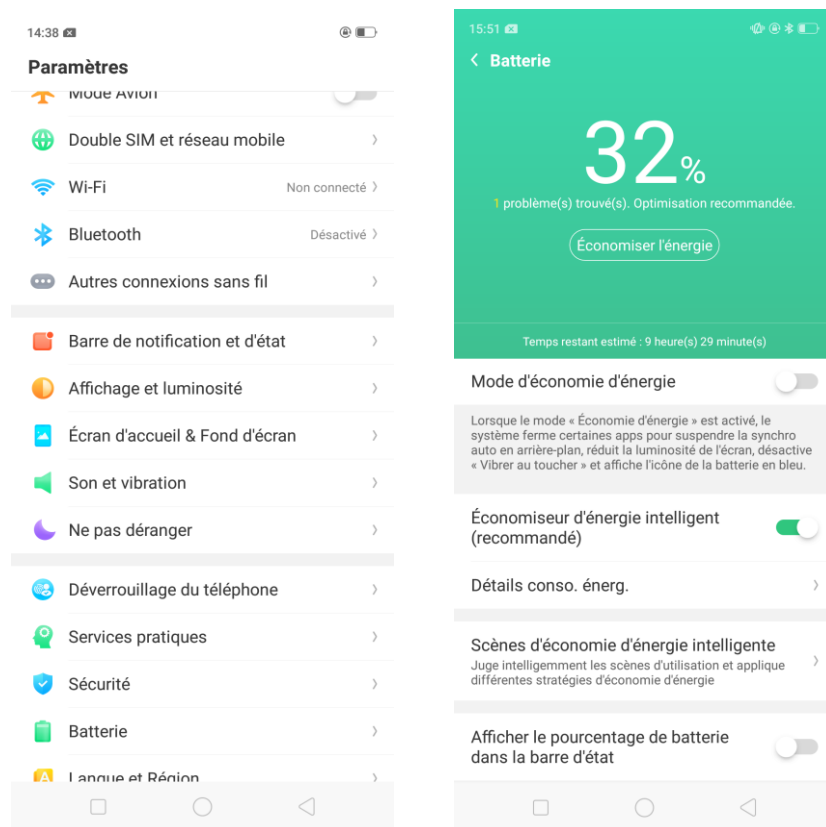 14:38
Paramètres
Mode Avion
Double SIM et réseau mobile
Wi-Fi Non connecté
Bluetooth Désactivé
Autres connexions sans fil
Barre de notification et d'état
Affichage et luminosité
Écran d'accueil & Fond d'écran
Son et vibration
Ne pas déranger
Déverrouillage du téléphone
Services pratiques
Sécurité
Batterie
Langue et Région
15:51
Batterie
32%
1 problème(s) trouvé(s). Optimisation recommandée.
Économiser l'énergie
Temps restant estimé : 9 heure(s) 29 minute(s)
Mode d'économie d'énergie
Lorsque le mode « Économie d'énergie » est activé, le
système ferme certaines apps pour suspendre la synchro
auto en arrière-plan, réduit la luminosité de l'écran, désactive
« Vibrer au toucher » et affiche l'icône de la batterie en bleu.
Économiseur d'énergie intelligent
(recommandé)
Détails conso. énerg.
Scènes d'économie d'énergie intelligente
Juge intelligemment les scènes d'utilisation et applique
différentes stratégies d'économie d'énergie
Afficher le pourcentage de batterie
dans la barre d'état